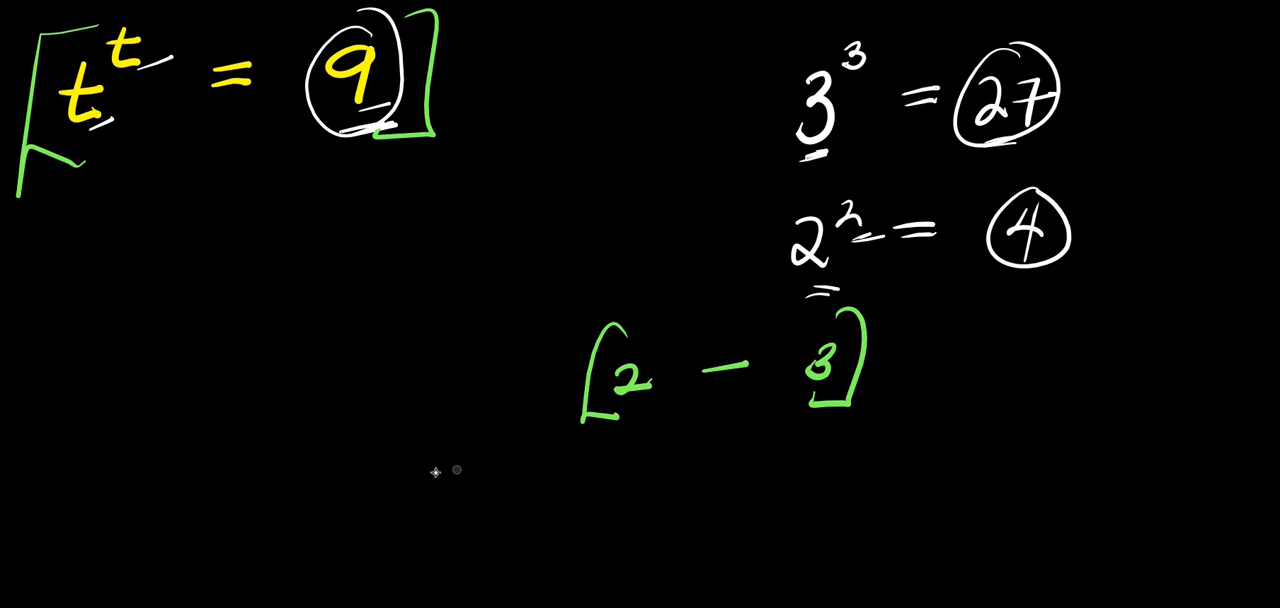 t^t = 9
3^3 = 27
2^2 = 4
[2 - 3]